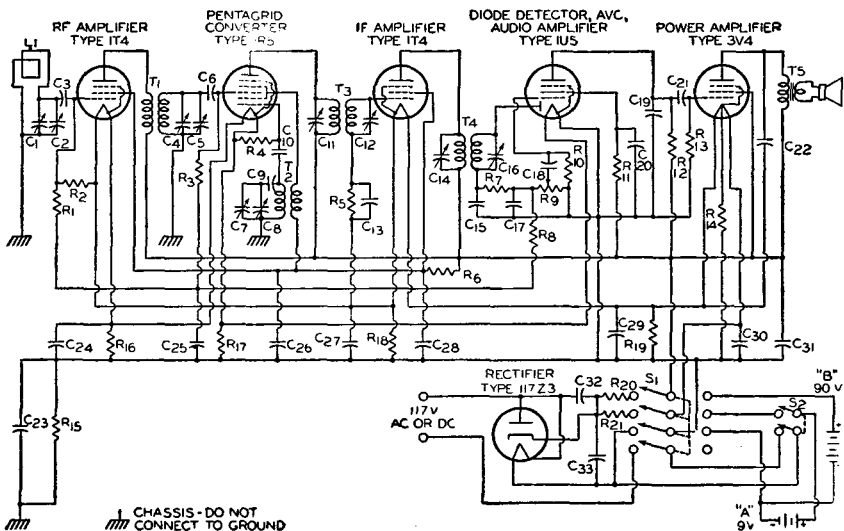 RF AMPLIFIER
TYPE 1T4
PENTAGRID
CONVERTER
TYPE 1R5
IF AMPLIFIER
TYPE 1T4
DIODE DETECTOR, AVC,
AUDIO AMPLIFIER
TYPE 1U5
POWER AMPLIFIER
TYPE 3V4
L1
C3
T1
C6
T3
T4
C19
C21
T5
C1
C2
C4
C5
R4
C10
C11
C12
C14
C16
C18
R10
R11
C20
R12
R13
C22
R1
R2
R3
C9
T2
C7
C8
R5
C13
R7
C15
C17
R9
R8
R14
R6
C24
R16
C25
R17
C26
C27
R18
C28
C29
R19
C30
C31
C23
R15
RECTIFIER
TYPE 117Z3
117V
AC OR DC
C32
R20
R21
C33
S1
S2
"B"
90 V
"A"
9V
CHASSIS - DO NOT
CONNECT TO GROUND